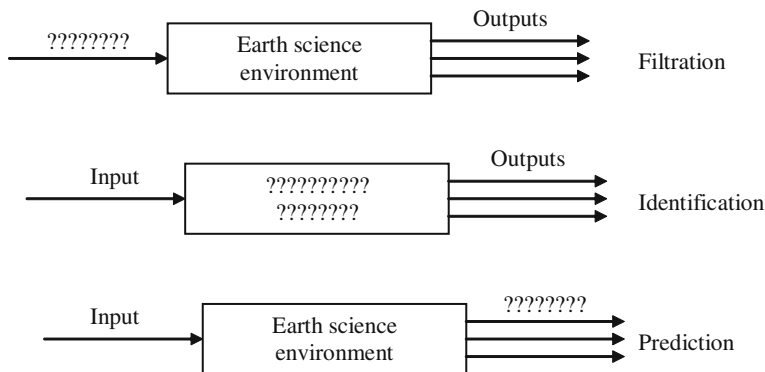 Outputs
????????
Earth science
environment
Filtration
Outputs
Input
??????????
????????
Identification
????????
Input
Earth science
environment
Prediction